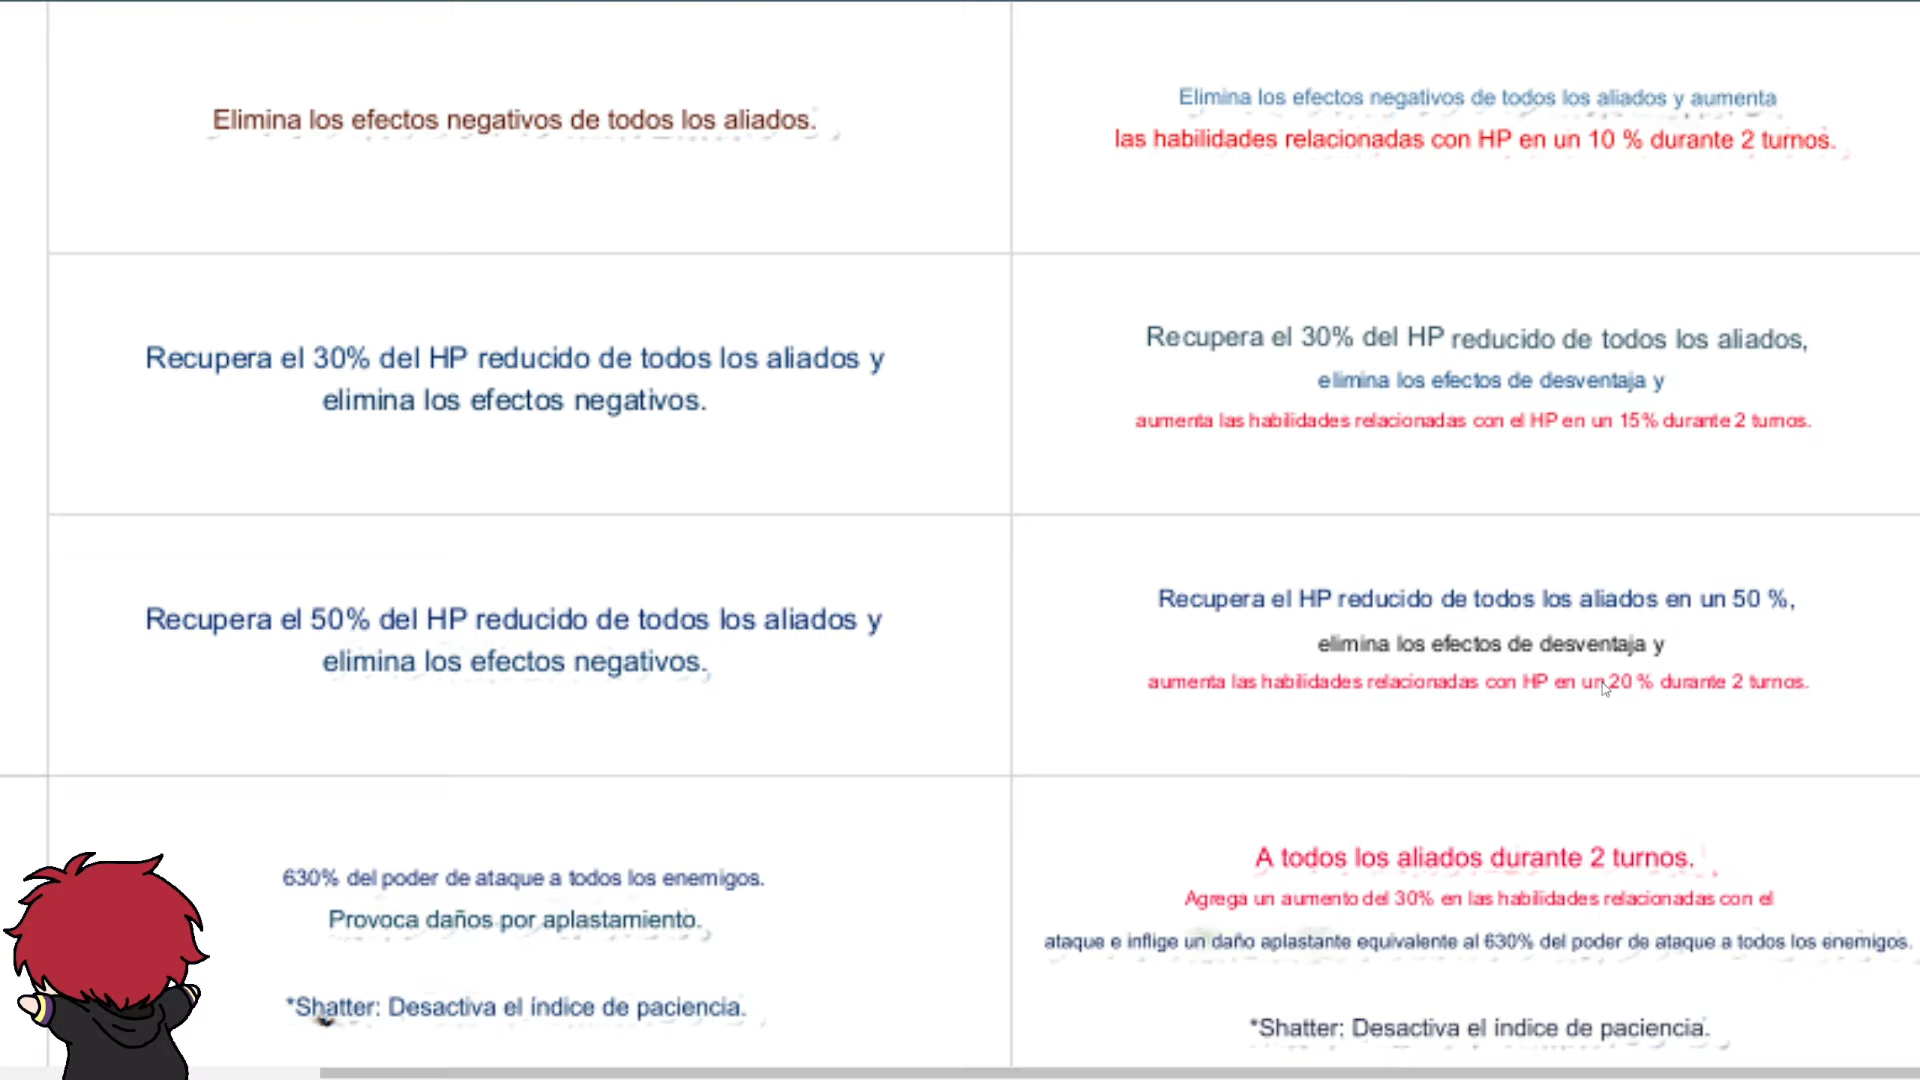 Elimina los efectos negativos de todos los aliados.
Elimina los efectos negativos de todos los aliados y aumenta
las habilidades relacionadas con HP en un 10 % durante 2 turnos.
Recupera el 30% del HP reducido de todos los aliados y
elimina los efectos negativos.
Recupera el 30% del HP reducido de todos los aliados,
elimina los efectos de desventaja y
aumenta las habilidades relacionadas con el HP en un 15% durante 2 turnos.
Recupera el 50% del HP reducido de todos los aliados y
elimina los efectos negativos.
Recupera el HP reducido de todos los aliados en un 50 %,
elimina los efectos de desventaja y
aumenta las habilidades relacionadas con HP en un 20 % durante 2 turnos.
630% del poder de ataque a todos los enemigos.
Provoca daños por aplastamiento.
*Shatter: Desactiva el índice de paciencia.
A todos los aliados durante 2 turnos.
Agrega un aumento del 30% en las habilidades relacionadas con el
ataque e inflige un daño aplastante equivalente al 630% del poder de ataque a todos los enemigos.
*Shatter: Desactiva el índice de paciencia.